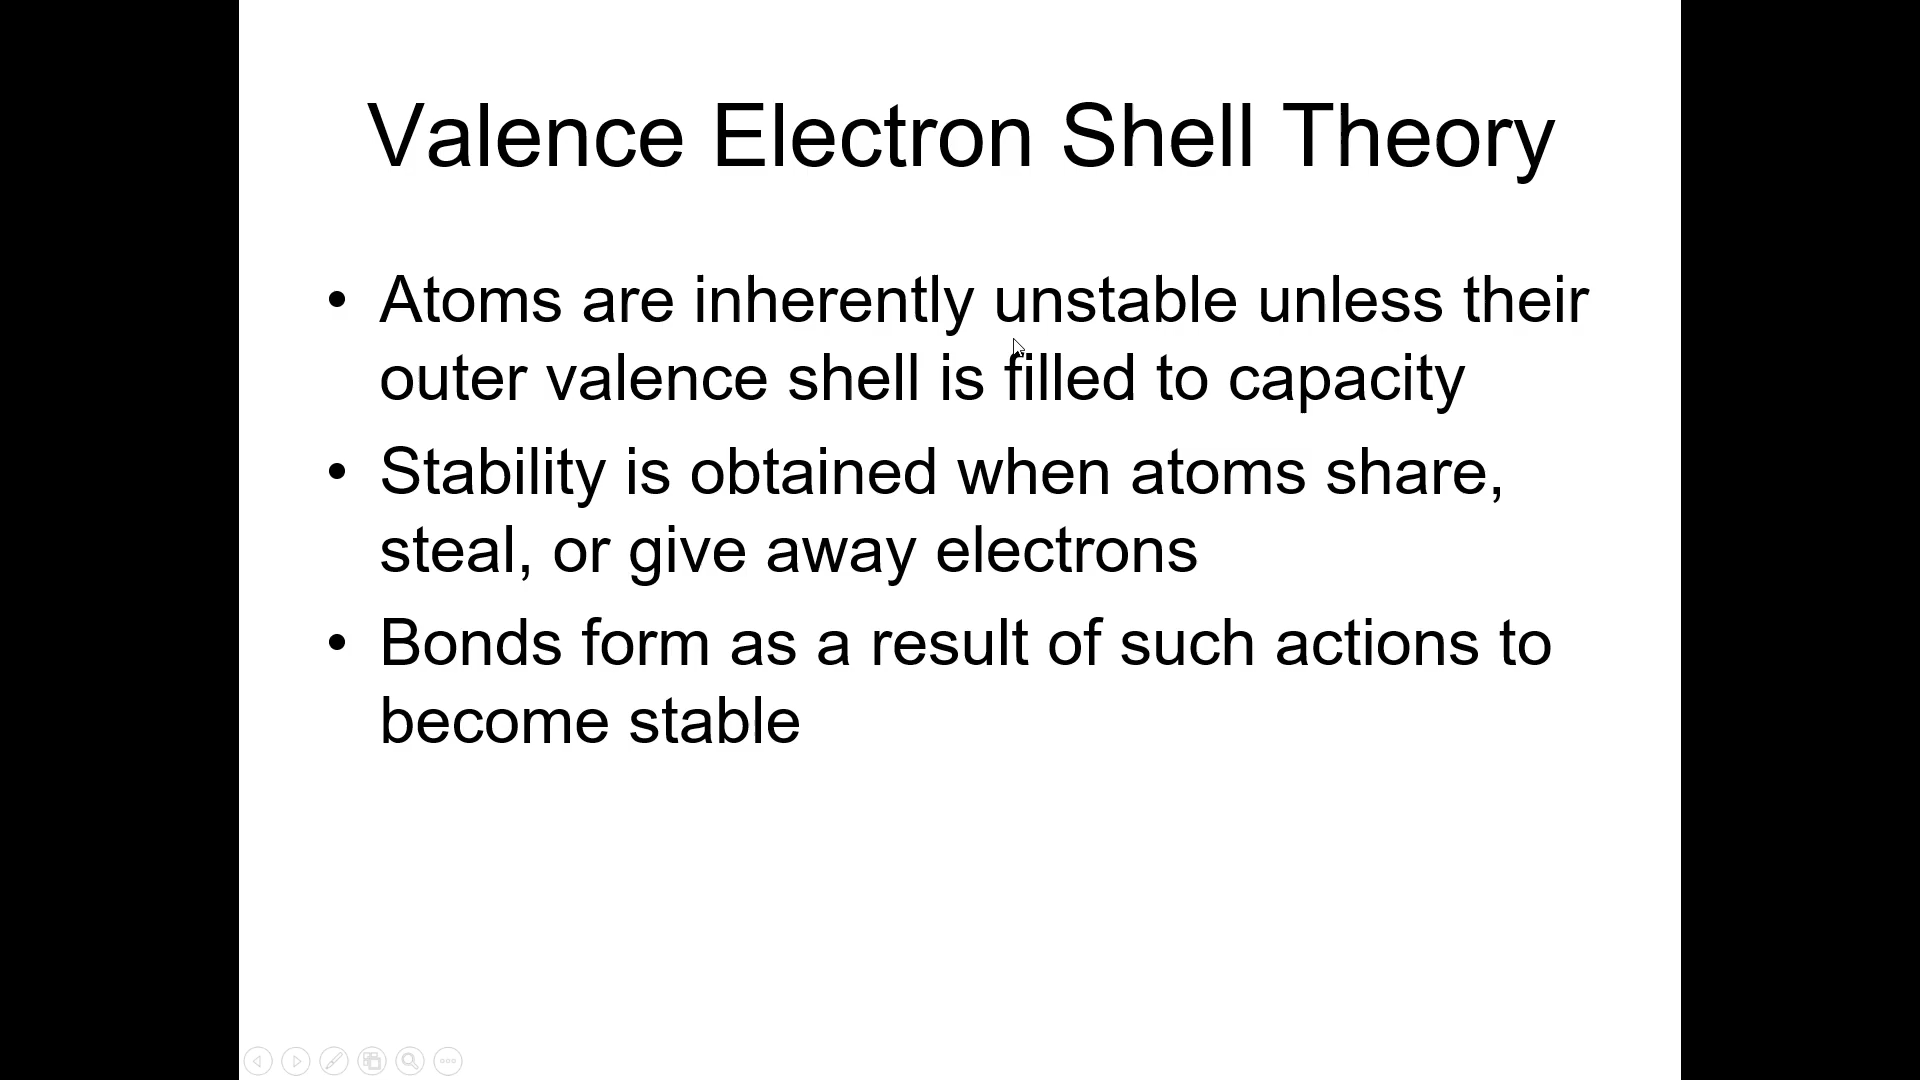 Valence Electron Shell Theory
• Atoms are inherently unstable unless their
outer valence shell is filled to capacity
• Stability is obtained when atoms share,
steal, or give away electrons
• Bonds form as a result of such actions to
become stable